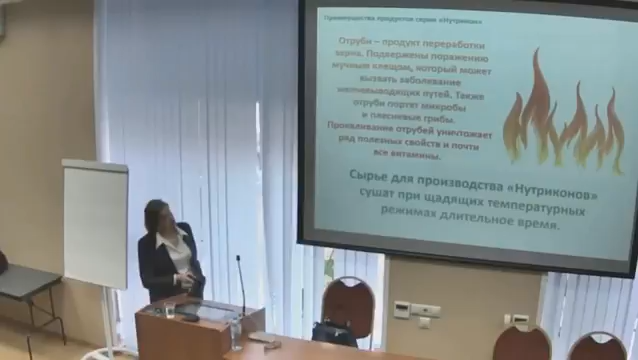 Преимущества продуктов серии «Нутрикон»
Отруби – продукт переработки
зерна. Подвержены поражению
мучным клещам, который может
вызвать заболевание
желчевыводящих путей. Также
отруби портят микробы
и плесневые грибы.
Прокаливание отрубей уничтожает
ряд полезных свойств и почти
все витамины.
Сырье для производства «Нутриконов»
сушат при щадящих температурных
режимах длительное время.